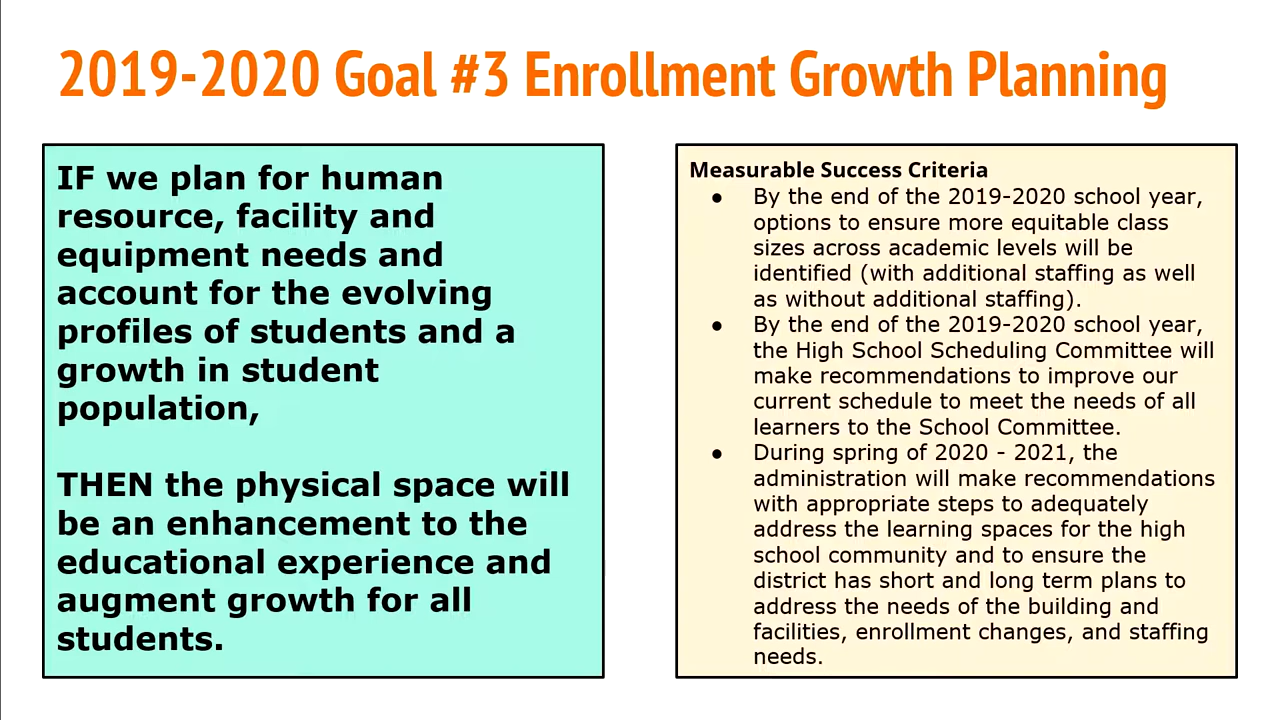 2019-2020 Goal #3 Enrollment Growth Planning
IF we plan for human
resource, facility and
equipment needs and
account for the evolving
profiles of students and a
growth in student
population,
THEN the physical space will
be an enhancement to the
educational experience and
augment growth for all
students.
Measurable Success Criteria
● By the end of the 2019-2020 school year,
options to ensure more equitable class
sizes across academic levels will be
identified (with additional staffing as well
as without additional staffing).
● By the end of the 2019-2020 school year,
the High School Scheduling Committee will
make recommendations to improve our
current schedule to meet the needs of all
learners to the School Committee.
● During spring of 2020 - 2021, the
administration will make recommendations
with appropriate steps to adequately
address the learning spaces for the high
school community and to ensure the
district has short and long term plans to
address the needs of the building and
facilities, enrollment changes, and staffing
needs.